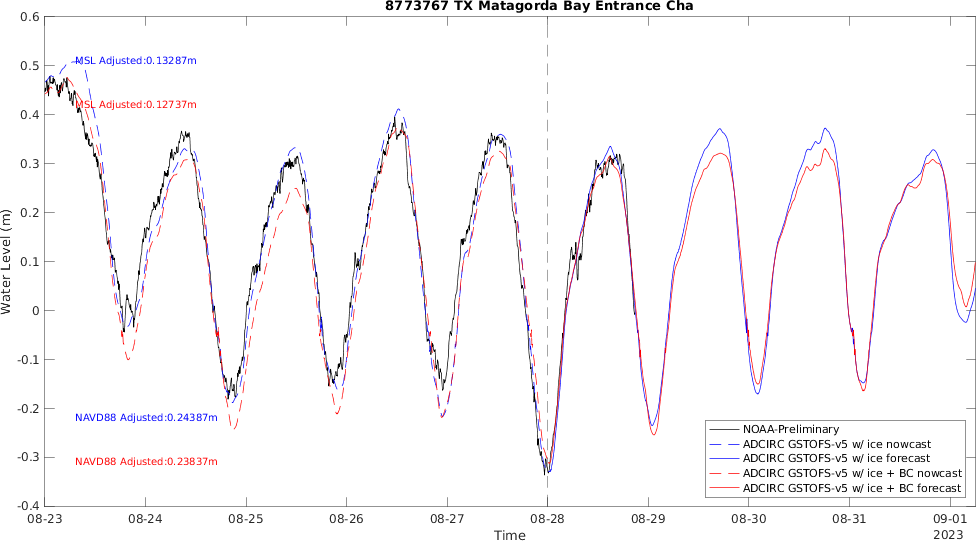 8773767 TX Matagorda Bay Entrance Cha
0.6
0.5
0.4
0.3
0.2
0.1
0
-0.1
-0.2
-0.3
-0.4
Water Level (m)
MSL Adjusted:0.13287m
MSL Adjusted:0.12737m
NAVD88 Adjusted:0.24387m
NAVD88 Adjusted:0.23837m
NOAA-Preliminary
ADCIRC GSTOFS-v5 w/ ice nowcast
ADCIRC GSTOFS-v5 w/ ice forecast
ADCIRC GSTOFS-v5 w/ ice + BC nowcast
ADCIRC GSTOFS-v5 w/ ice + BC forecast
08-23 08-24 08-25 08-26 08-27 08-28 08-29 08-30 08-31 09-01
Time 2023